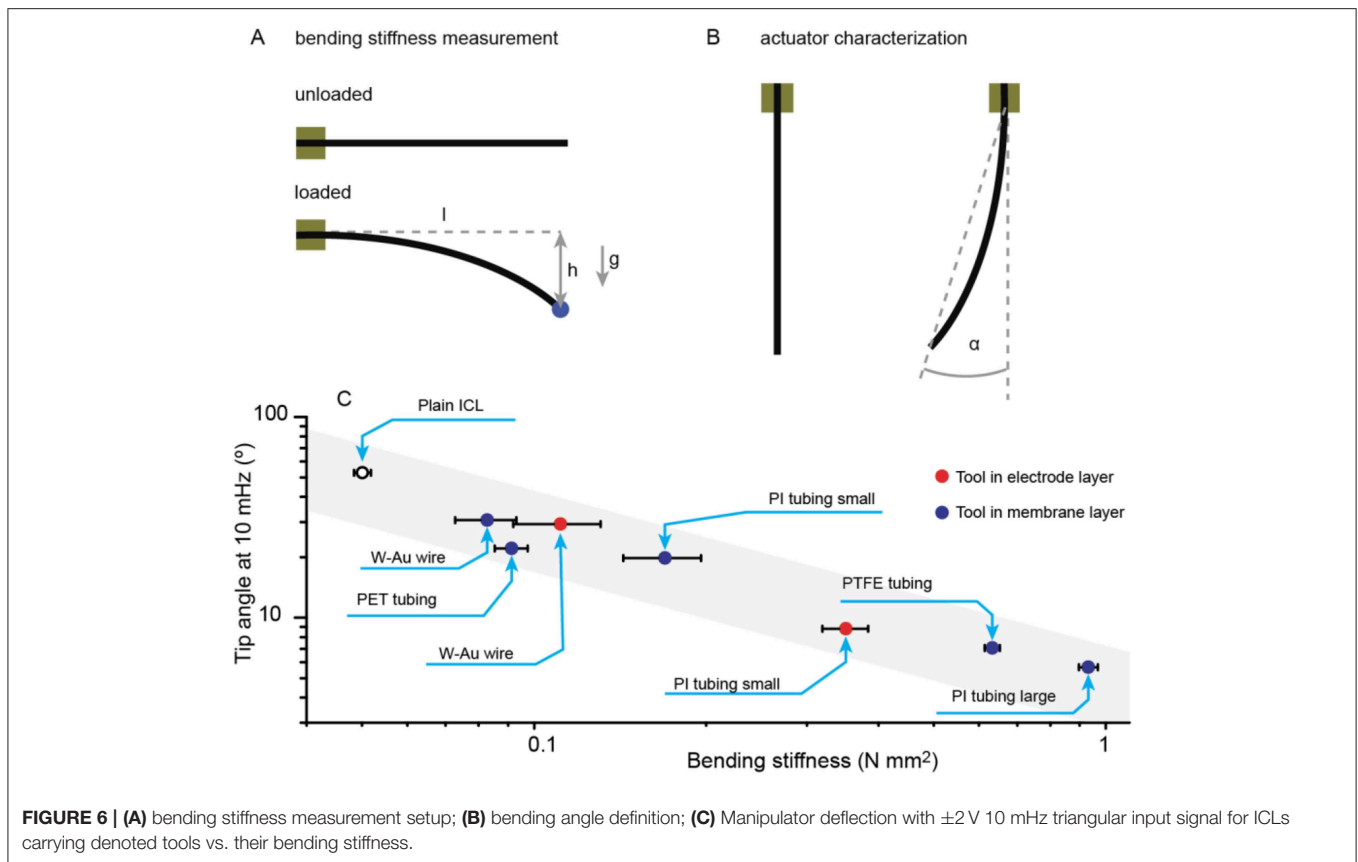 A bending stiffness measurement
unloaded
loaded
l
h
g
B actuator characterization
α
C
Tip angle at 10 mHz (º)
100
10
Plain ICL
W-Au wire
PET tubing
W-Au wire
PI tubing small
PI tubing small
PTFE tubing
PI tubing large
Tool in electrode layer
Tool in membrane layer
0.1
1
Bending stiffness (N mm²)
FIGURE 6 | (A) bending stiffness measurement setup; (B) bending angle definition; (C) Manipulator deflection with ±2 V 10 mHz triangular input signal for ICLs
carrying denoted tools vs. their bending stiffness.